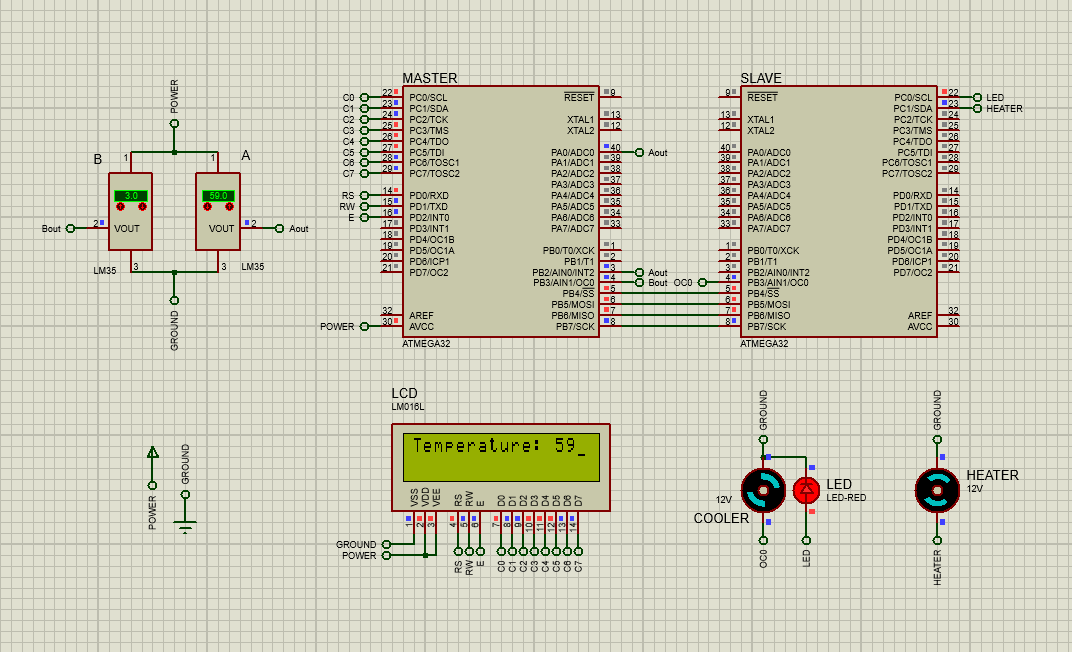 MASTER
SLAVE
POWER
B
A
1
1
3.0
59.0
2
VOUT
VOUT
2
Bout
Aout
LM35
3
3
LM35
GROUND
C0 22 PC0/SCL
C1 23 PC1/SDA
C2 24 PC2/TCK
C3 25 PC3/TMS
C4 26 PC4/TDO
C5 27 PC5/TDI
C6 28 PC6/TOSC1
C7 29 PC7/TOSC2
RS 14 PD0/RXD
RW 15 PD1/TXD
E 16 PD2/INT0
17 PD3/INT1
18 PD4/OC1B
19 PD5/OC1A
20 PD6/ICP1
21 PD7/OC2
32 AREF
POWER 30 AVCC
ATMEGA32
RESET 9
XTAL1 13
XTAL2 12
PA0/ADC0 40 Aout
PA1/ADC1 39
PA2/ADC2 38
PA3/ADC3 37
PA4/ADC4 36
PA5/ADC5 35
PA6/ADC6 34
PA7/ADC7 33
PB0/T0/XCK 1
PB1/T1 2
PB2/AIN0/INT2 3 Aout
PB3/AIN1/OC0 4 Bout
PB4/SS 5
PB5/MOSI 6
PB6/MISO 7
PB7/SCK 8
9 RESET
13 XTAL1
12 XTAL2
40 PA0/ADC0
39 PA1/ADC1
38 PA2/ADC2
37 PA3/ADC3
36 PA4/ADC4
35 PA5/ADC5
34 PA6/ADC6
33 PA7/ADC7
1 PB0/T0/XCK
2 PB1/T1
3 PB2/AIN0/INT2
OC0 4 PB3/AIN1/OC0
5 PB4/SS
6 PB5/MOSI
7 PB6/MISO
8 PB7/SCK
ATMEGA32
PC0/SCL 22 LED
PC1/SDA 23 HEATER
PC2/TCK 24
PC3/TMS 25
PC4/TDO 26
PC5/TDI 27
PC6/TOSC1 28
PC7/TOSC2 29
PD0/RXD 14
PD1/TXD 15
PD2/INT0 16
PD3/INT1 17
PD4/OC1B 18
PD5/OC1A 19
PD6/ICP1 20
PD7/OC2 21
AREF 32
AVCC 30
POWER
GROUND
LCD
LM016L
Temperature: 59_
VSS VDD VEE RS RW E D0 D1 D2 D3 D4 D5 D6 D7
1 2 3 4 5 6 7 8 9 10 11 12 13 14
GROUND
POWER
RS RW E C0 C1 C2 C3 C4 C5 C6 C7
GROUND
12V
COOLER
LED
LED-RED
OC0
LED
GROUND
HEATER
12V
HEATER